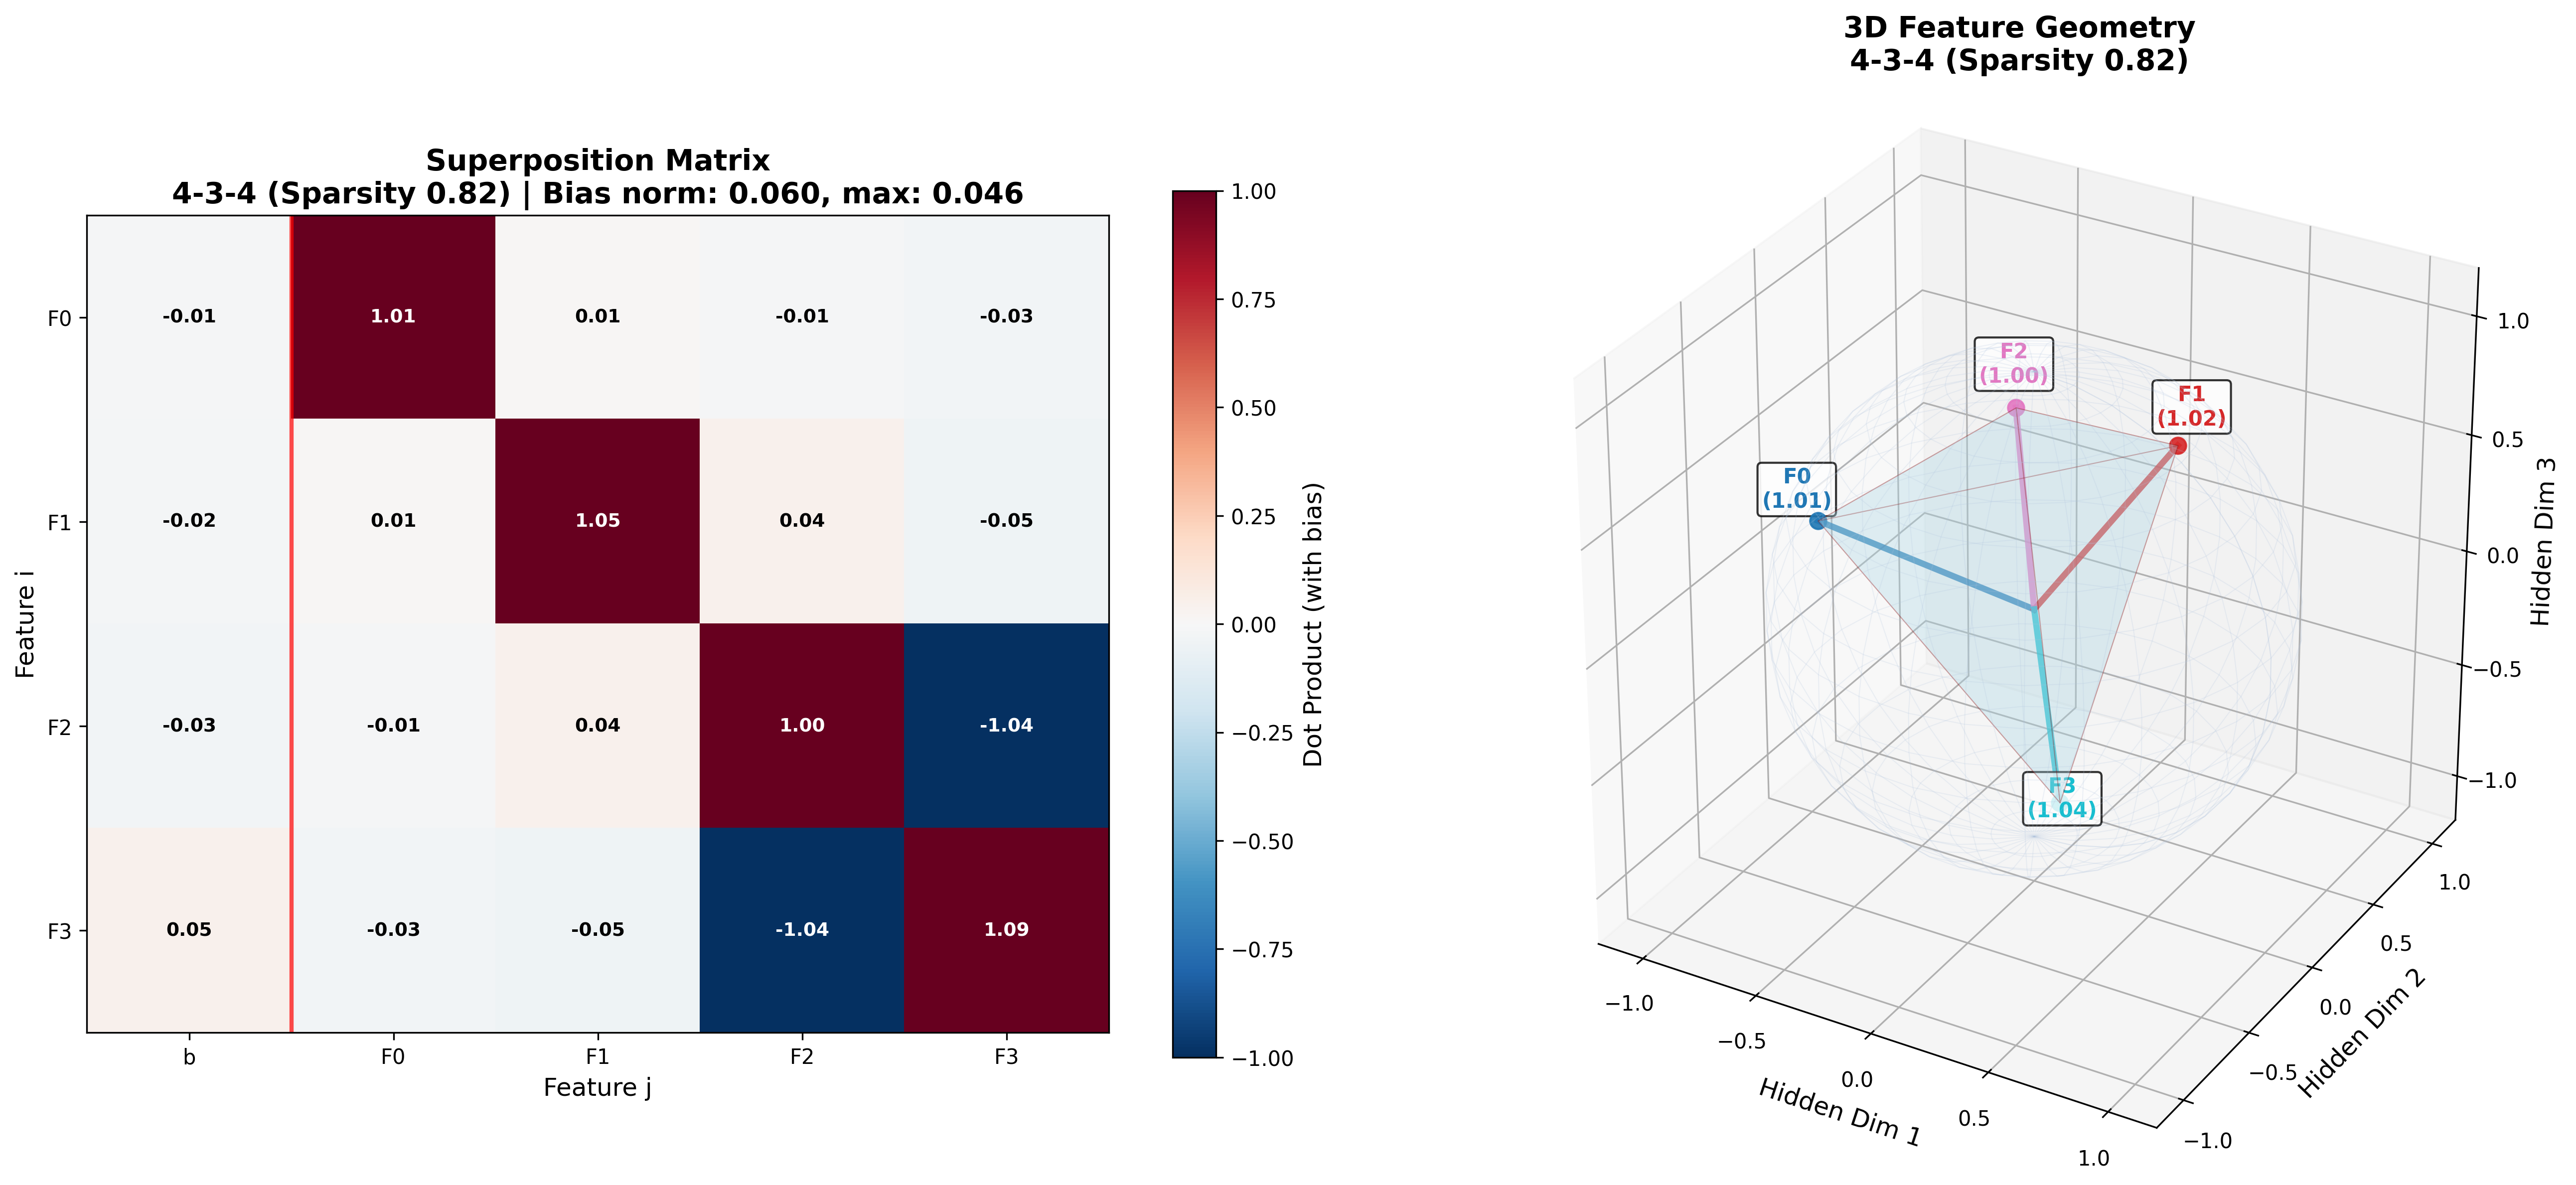 Superposition Matrix
4-3-4 (Sparsity 0.82) | Bias norm: 0.060, max: 0.046
Feature i
F0
F1
F2
F3
-0.01 1.01 0.01 -0.01 -0.03
-0.02 0.01 1.05 0.04 -0.05
-0.03 -0.01 0.04 1.00 -1.04
0.05 -0.03 -0.05 -1.04 1.09
b F0 F1 F2 F3
Feature j
1.00
0.75
0.50
0.25
0.00
−0.25
−0.50
−0.75
−1.00
Dot Product (with bias)
3D Feature Geometry
4-3-4 (Sparsity 0.82)
F2
(1.00)
F1
(1.02)
F0
(1.01)
F3
(1.04)
1.0
0.5
0.0
−0.5
−1.0
Hidden Dim 3
1.0
0.5
0.0
−0.5
−1.0
Hidden Dim 2
−1.0
−0.5
0.0
0.5
1.0
Hidden Dim 1